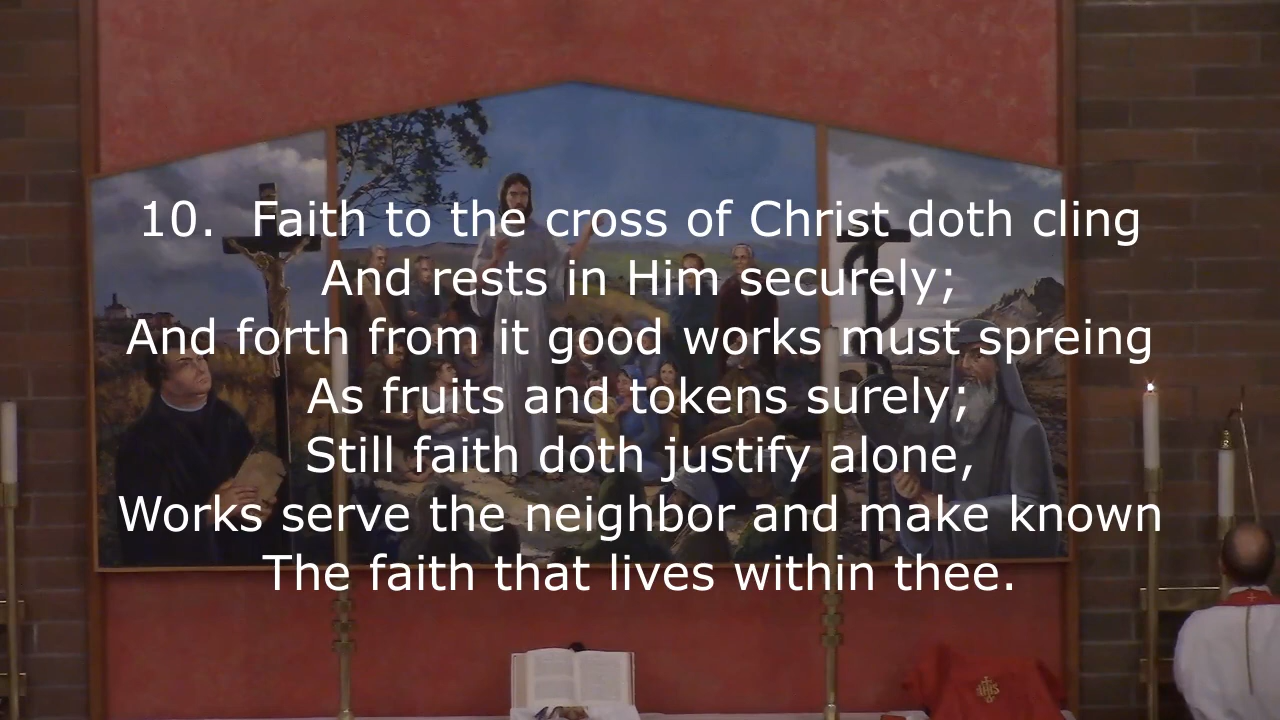 10. Faith to the cross of Christ doth cling
And rests in Him securely;
And forth from it good works must spreing
As fruits and tokens surely;
Still faith doth justify alone,
Works serve the neighbor and make known
The faith that lives within thee.
IHS